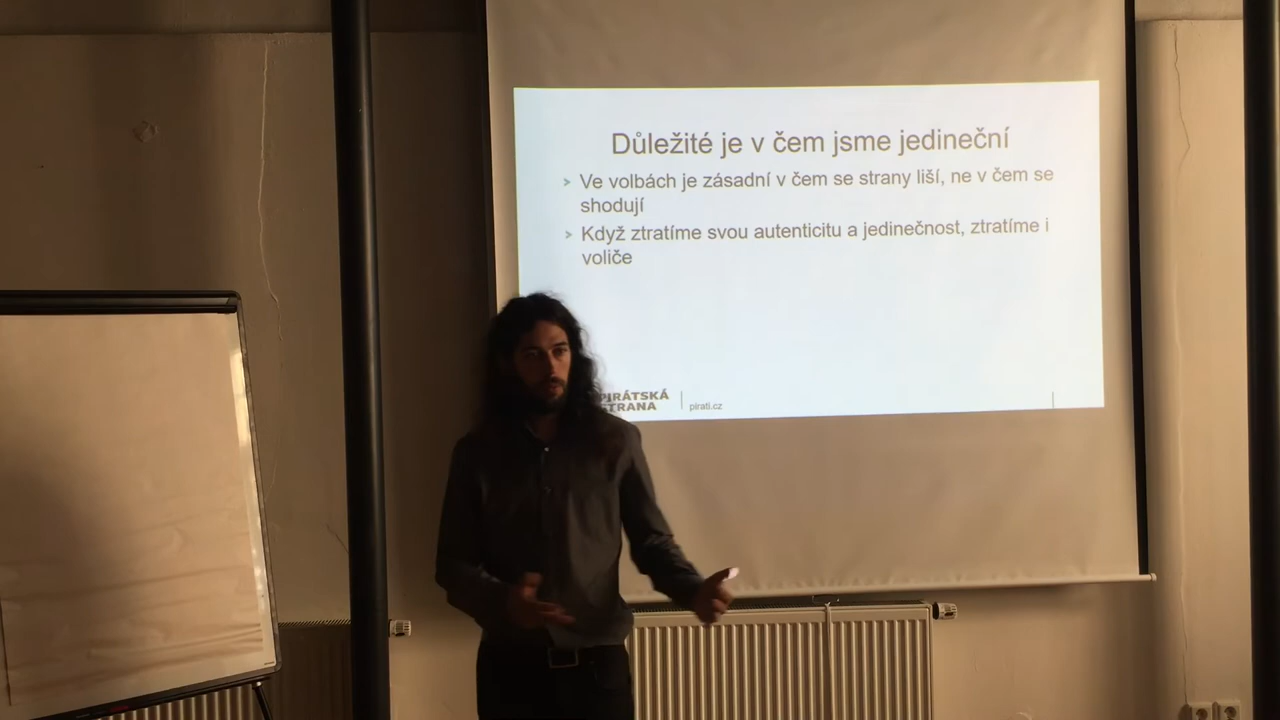 Důležité je v čem jsme jedineční
Ve volbách je zásadní v čem se strany liší, ne v čem se
shodují
Když ztratíme svou autenticitu a jedinečnost, ztratíme i
voliče
PIRÁTSKÁ
STRANA
pirati.cz